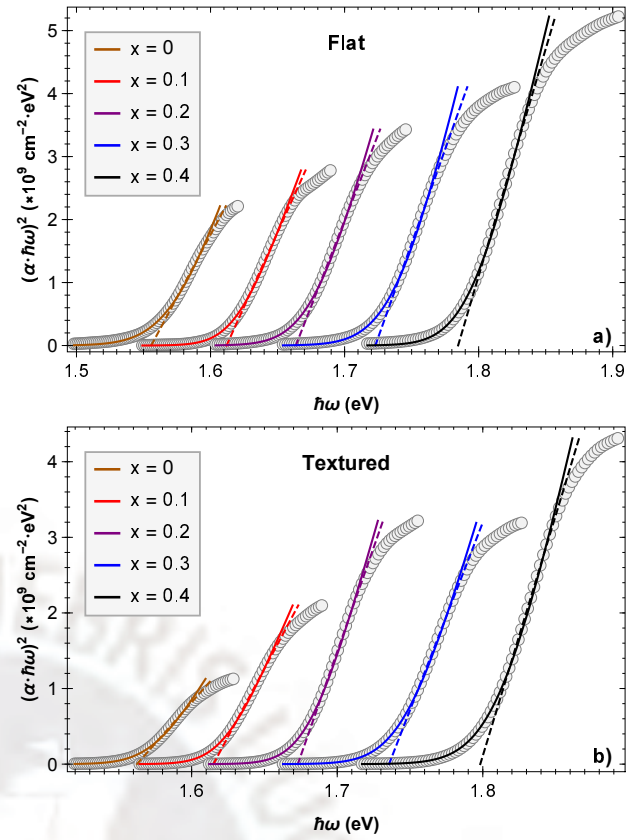 Flat
x = 0
x = 0.1
x = 0.2
x = 0.3
x = 0.4
(α·ħω)² (×10⁹ cm⁻²·eV²)
5
4
3
2
1
0
a)
1.5 1.6 1.7 1.8 1.9
ħω (eV)
Textured
x = 0
x = 0.1
x = 0.2
x = 0.3
x = 0.4
(α·ħω)² (×10⁹ cm⁻²·eV²)
4
3
2
1
0
b)
1.6 1.7 1.8
ħω (eV)